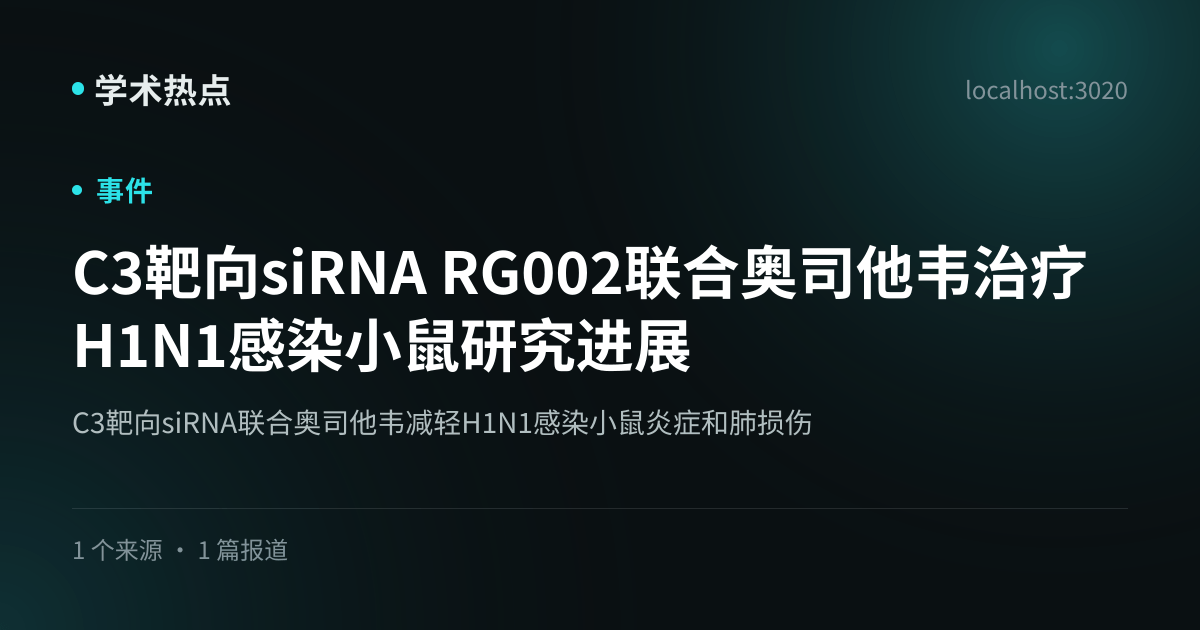 学术热点
localhost:3020
事件
C3靶向siRNA RG002联合奥司他韦治疗
H1N1感染小鼠研究进展
C3靶向siRNA联合奥司他韦减轻H1N1感染小鼠炎症和肺损伤
1 个来源 · 1 篇报道